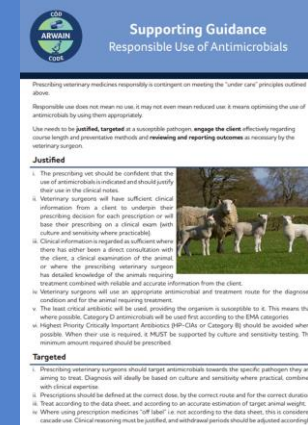 CÔD
ARWAIN
CODE
Supporting Guidance
Responsible Use of Antimicrobials
Prescribing veterinary medicines responsibly is contingent on meeting the "under care" principles outlined
above.
Responsible use does not mean no use, it may not even mean reduced use: it means optimising the use of
antimicrobials by using them appropriately.
Use needs to be justified, targeted at a susceptible pathogen, engage the client effectively regarding
course length and preventative methods and reviewing and reporting outcomes as necessary by the
veterinary surgeon.
Justified
i. The prescribing vet should be confident that the
use of antimicrobials is indicated and should justify
their use in the clinical notes.
ii. Veterinary surgeons will have sufficient clinical
information from a client to underpin their
prescribing decision for each prescription or will
base their prescribing on a clinical exam (with
culture and sensitivity where practicable).
iii. Clinical information is regarded as sufficient where
there has either been a direct consultation with
the client, a clinical examination of the animal,
or where the prescribing veterinary surgeon
has detailed knowledge of the animals requiring
treatment combined with reliable and accurate information from the client.
iv. Veterinary surgeons will use an appropriate antimicrobial and treatment route for the diagnose
condition and for the animal requiring treatment.
v. The least critical antibiotic will be used, providing the organism is susceptible to it. This means tha
where possible, Category D antimicrobials will be used first according to the EMA categories
vi. Highest Priority Critically Important Antibiotics (HP-CIAs or Category B) should be avoided wher
possible. When their use is required, it MUST be supported by culture and sensitivity testing. Th
minimum amount required should be prescribed.
Targeted
i. Prescribing veterinary surgeons should target antimicrobials towards the specific pathogen they ar
aiming to treat. Diagnosis will ideally be based on culture and sensitivity where practical, combine
with clinical expertise.
ii. Prescriptions should be defined at the correct dose, by the correct route and for the correct duratio
iii. Treat according to the data sheet, and according to an accurate estimation of target animal weight.
iv. Where using prescription medicines "off label" i.e. not according to the data sheet, this is considere
cascade use. Clinical reasoning must be justified, and withdrawal periods should be adjusted accordingl